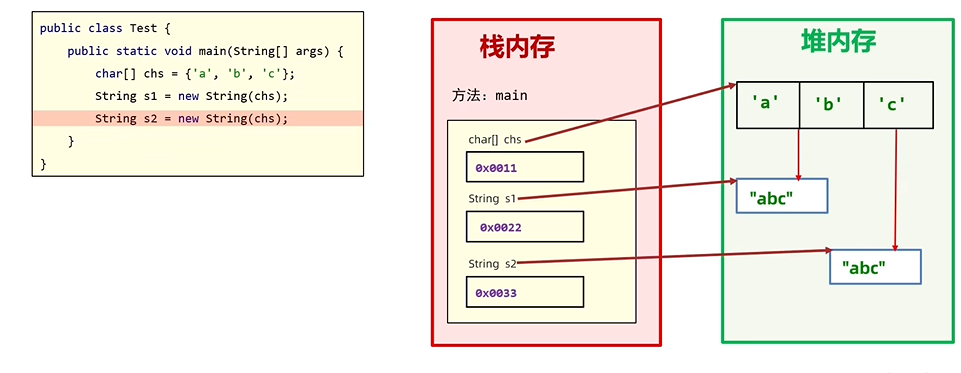 public class Test {
public static void main(String[] args) {
char[] chs = {'a', 'b', 'c'};
String s1 = new String(chs);
String s2 = new String(chs);
}
}
栈内存
方法: main
char[] chs
0x0011
String s1
0x0022
String s2
0x0033
堆内存
'a' 'b' 'c'
"abc"
"abc"